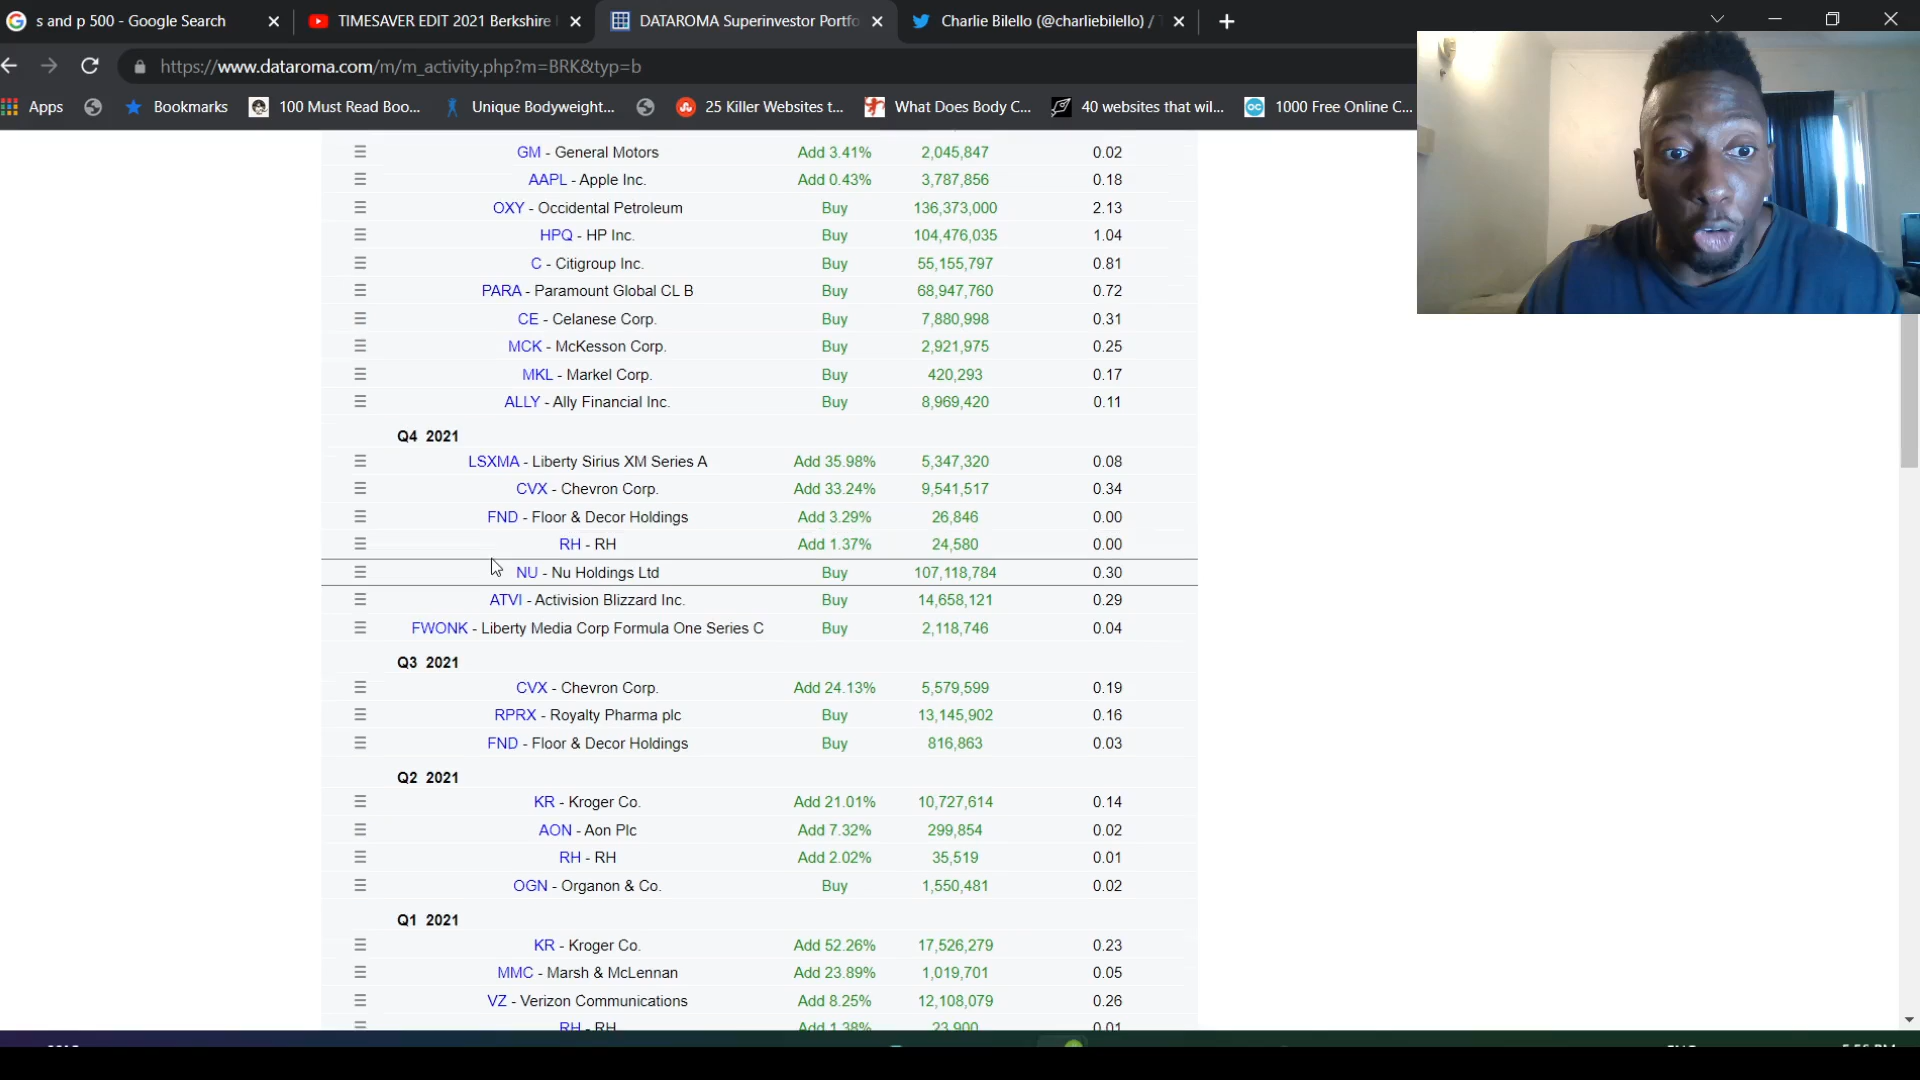 s and p 500 - Google Search
TIMESAVER EDIT 2021 Berkshire
DATAROMA Superinvestor Portfo
Charlie Bilello (@charliebilello) / T
https://www.dataroma.com/m/m_activity.php?m=BRK&typ=b
Apps
Bookmarks
100 Must Read Boo...
Unique Bodyweight...
25 Killer Websites t...
What Does Body C...
40 websites that wil...
OC
1000 Free Online C...
GM - General Motors Add 3.41% 2,045,847 0.02
AAPL - Apple Inc. Add 0.43% 3,787,856 0.18
OXY - Occidental Petroleum Buy 136,373,000 2.13
HPQ - HP Inc. Buy 104,476,035 1.04
C - Citigroup Inc. Buy 55,155,797 0.81
PARA - Paramount Global CL B Buy 68,947,760 0.72
CE - Celanese Corp. Buy 7,880,998 0.31
MCK - McKesson Corp. Buy 2,921,975 0.25
MKL - Markel Corp. Buy 420,293 0.17
ALLY - Ally Financial Inc. Buy 8,969,420 0.11
Q4 2021
LSXMA - Liberty Sirius XM Series A Add 35.98% 5,347,320 0.08
CVX - Chevron Corp. Add 33.24% 9,541,517 0.34
FND - Floor & Decor Holdings Add 3.29% 26,846 0.00
RH - RH Add 1.37% 24,580 0.00
NU - Nu Holdings Ltd Buy 107,118,784 0.30
ATVI - Activision Blizzard Inc. Buy 14,658,121 0.29
FWONK - Liberty Media Corp Formula One Series C Buy 2,118,746 0.04
Q3 2021
CVX - Chevron Corp. Add 24.13% 5,579,599 0.19
RPRX - Royalty Pharma plc Buy 13,145,902 0.16
FND - Floor & Decor Holdings Buy 816,863 0.03
Q2 2021
KR - Kroger Co. Add 21.01% 10,727,614 0.14
AON - Aon Plc Add 7.32% 299,854 0.02
RH - RH Add 2.02% 35,519 0.01
OGN - Organon & Co. Buy 1,550,481 0.02
Q1 2021
KR - Kroger Co. Add 52.26% 17,526,279 0.23
MMC - Marsh & McLennan Add 23.89% 1,019,701 0.05
VZ - Verizon Communications Add 8.25% 12,108,079 0.26
RH - RH Add 1.38% 23,900 0.01